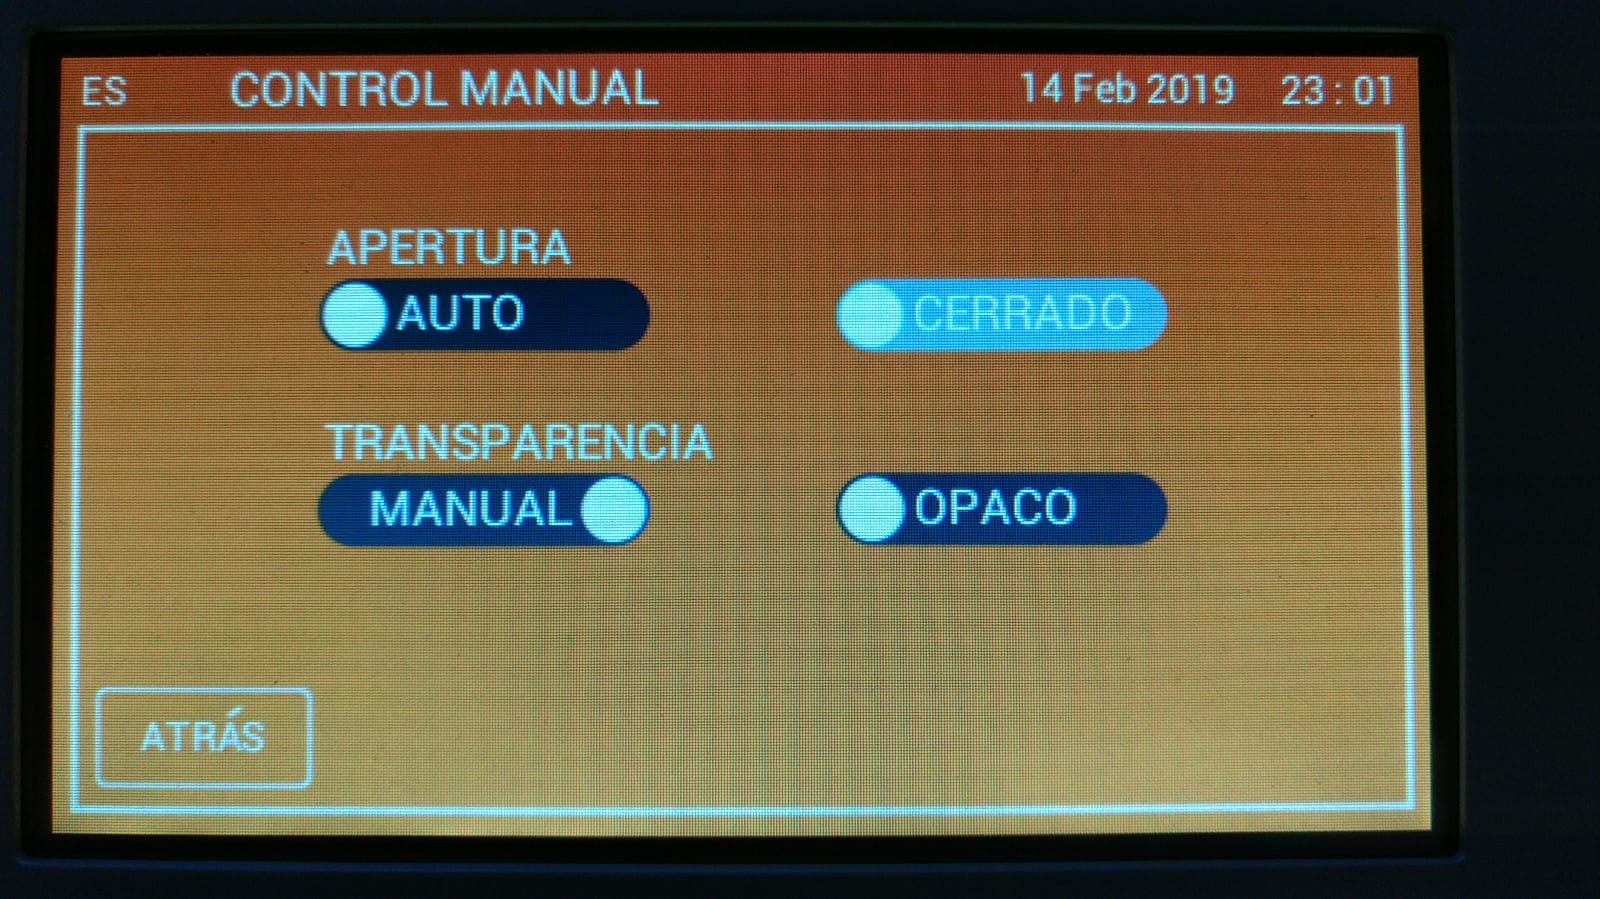 ES CONTROL MANUAL 14 Feb 2019 23 : 01
APERTURA
AUTO CERRADO
TRANSPARENCIA
MANUAL OPACO
ATRÁS